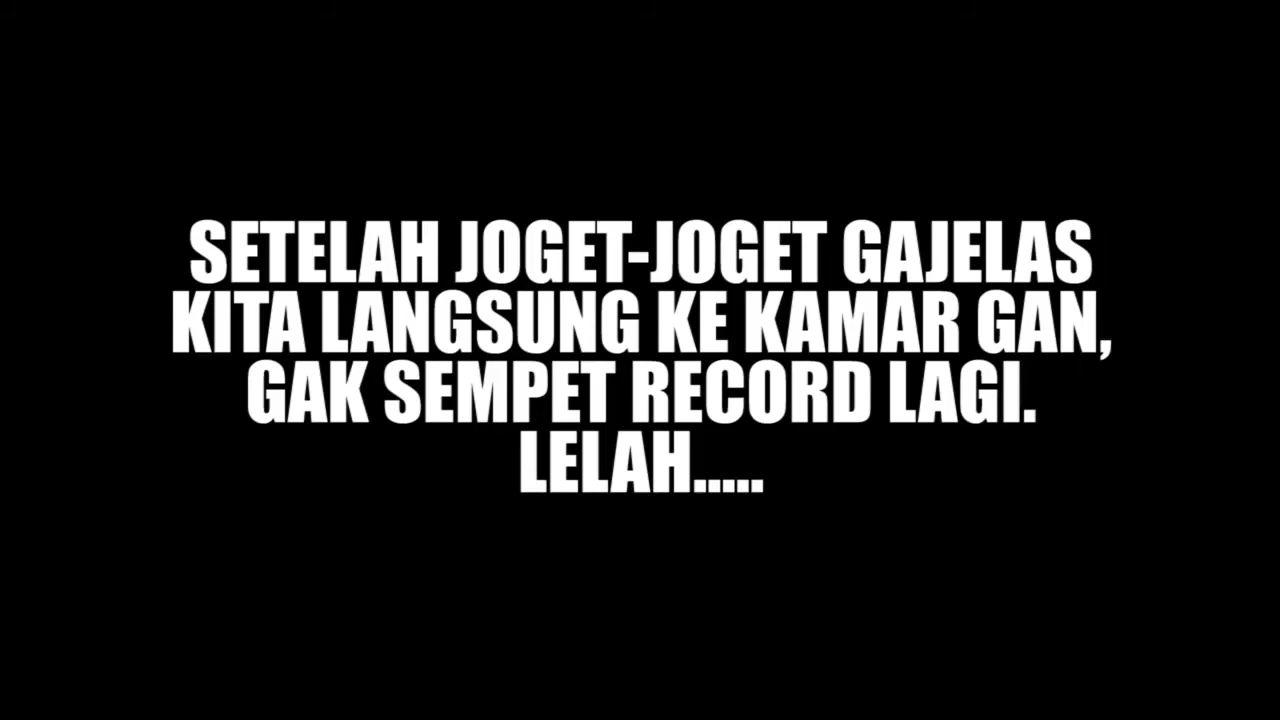 SETELAH JOGET-JOGET GAJELAS
KITA LANGSUNG KE KAMAR GAN,
GAK SEMPET RECORD LAGI.
LELAH.....